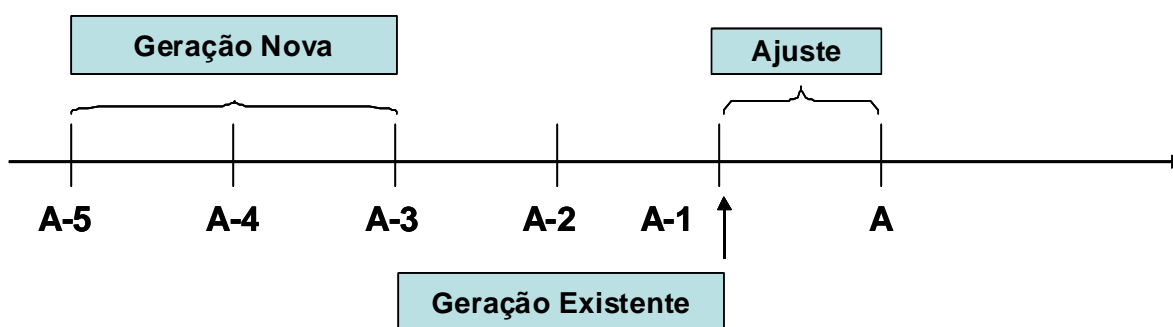 Geração Nova
Ajuste
A-5 A-4 A-3 A-2 A-1 A
Geração Existente